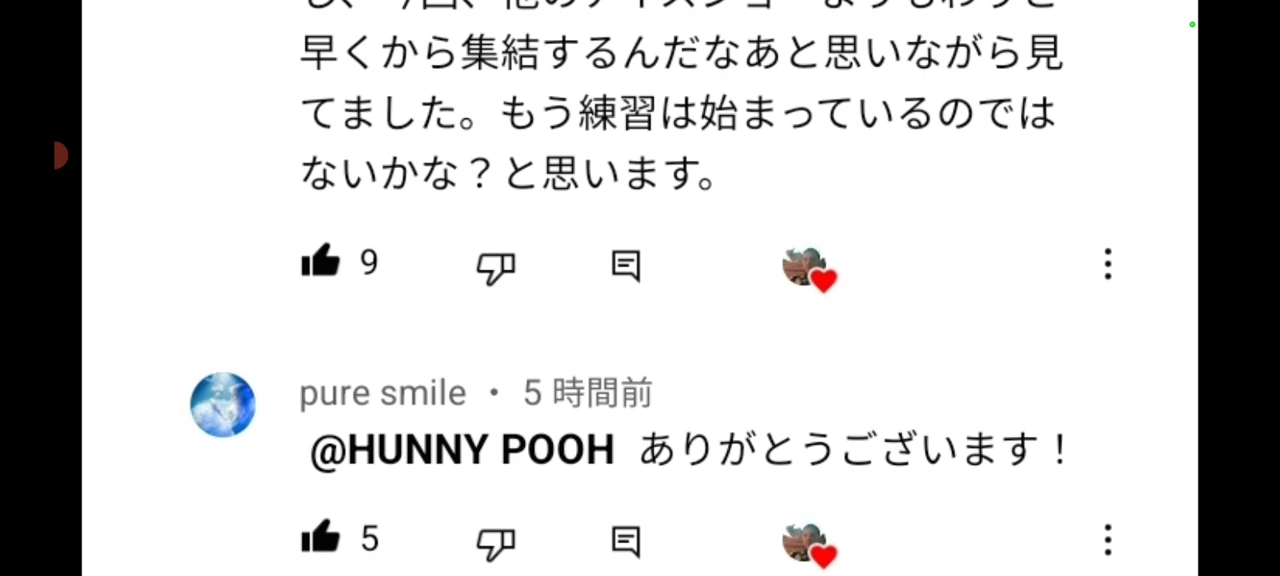 早くから集結するんだなあと思いながら見
てました。もう練習は始まっているのでは
ないかな？と思います。
9
pure smile ・ 5 時間前
@HUNNY POOH ありがとうございます！
5